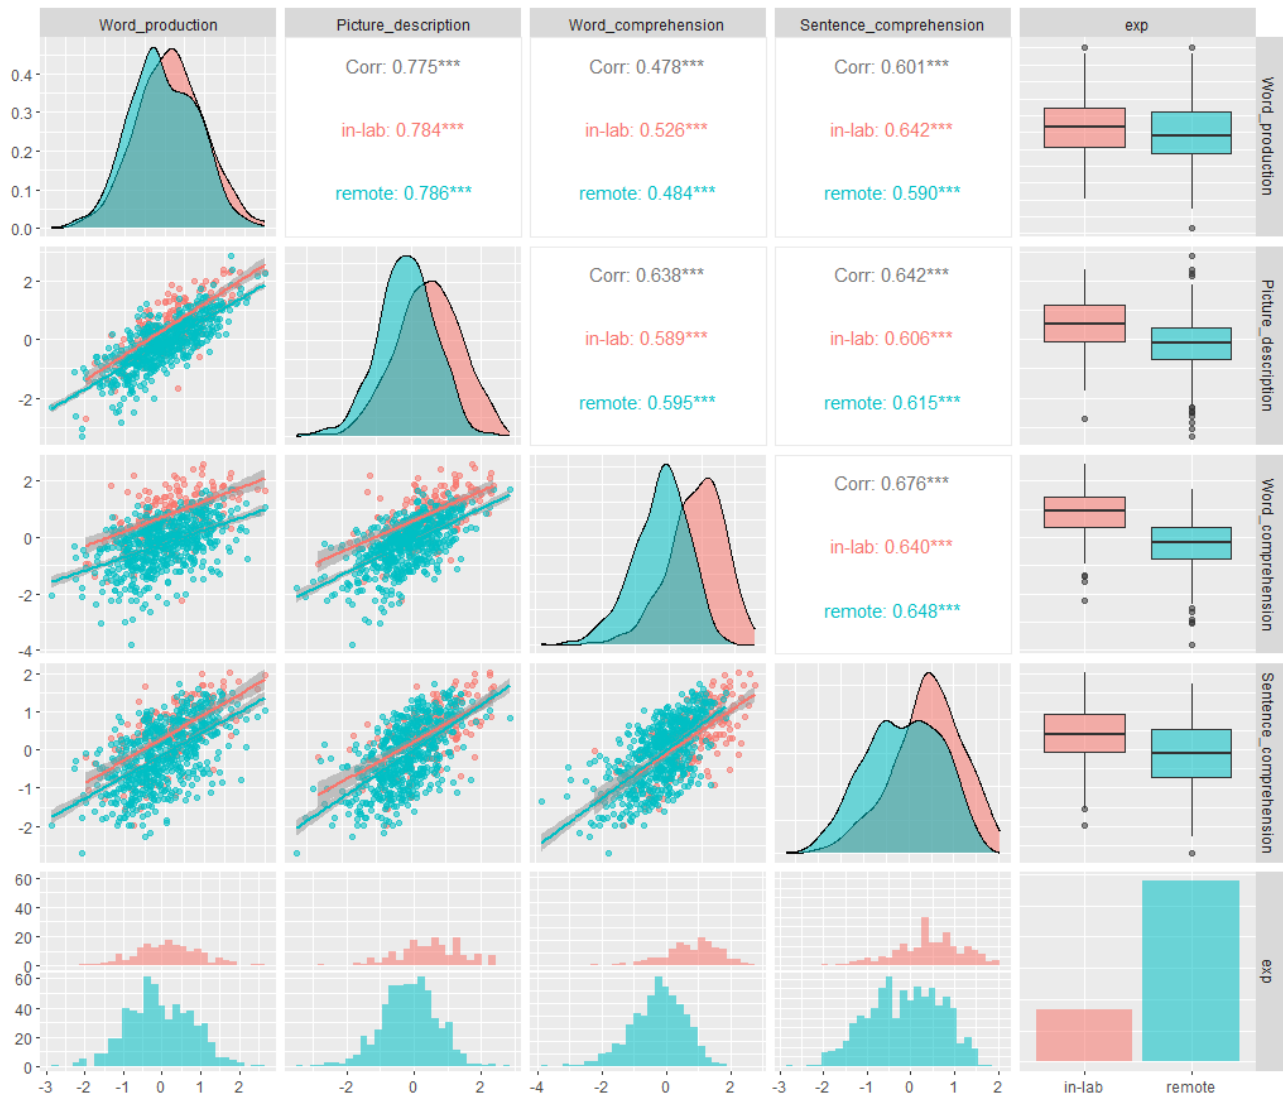 Word_production Picture_description Word_comprehension Sentence_comprehension exp
0.4
0.3
0.2
0.1
0.0
Corr: 0.775***
in-lab: 0.784***
remote: 0.786***
Corr: 0.478***
in-lab: 0.526***
remote: 0.484***
Corr: 0.601***
in-lab: 0.642***
remote: 0.590***
Word_production
2
0
-2
Corr: 0.638***
in-lab: 0.589***
remote: 0.595***
Corr: 0.642***
in-lab: 0.606***
remote: 0.615***
Picture_description
2
0
-2
-4
Corr: 0.676***
in-lab: 0.640***
remote: 0.648***
Word_comprehension
2
1
0
-1
-2
Sentence_comprehension
60
40
20
0
60
40
20
0
exp
-3 -2 -1 0 1 2
-2 0 2
-4 -2 0 2
-3 -2 -1 0 1 2
in-lab remote